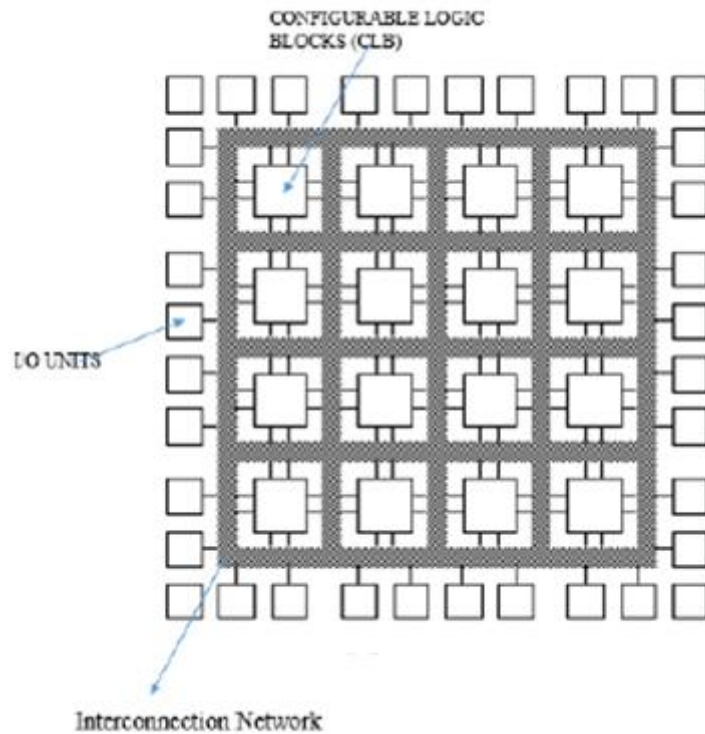 CONFIGURABLE LOGIC
BLOCKS (CLB)
I/O UNITS
Interconnection Network